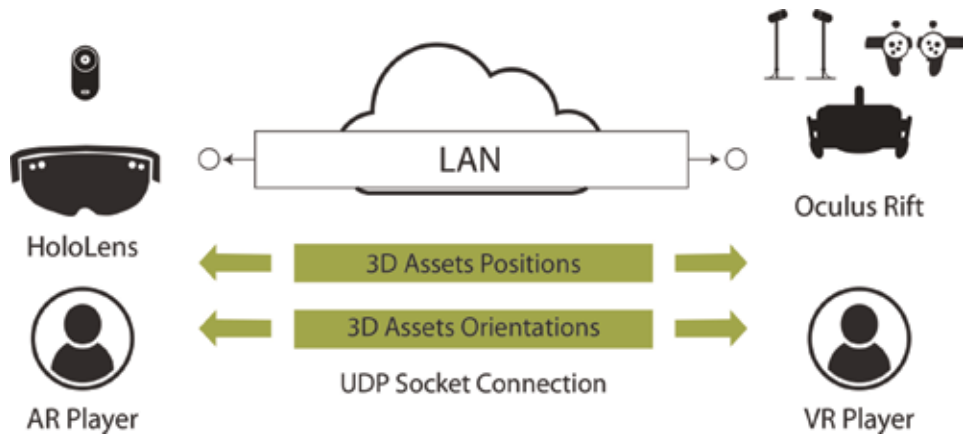 LAN
HoloLens
Oculus Rift
3D Assets Positions
3D Assets Orientations
UDP Socket Connection
AR Player
VR Player